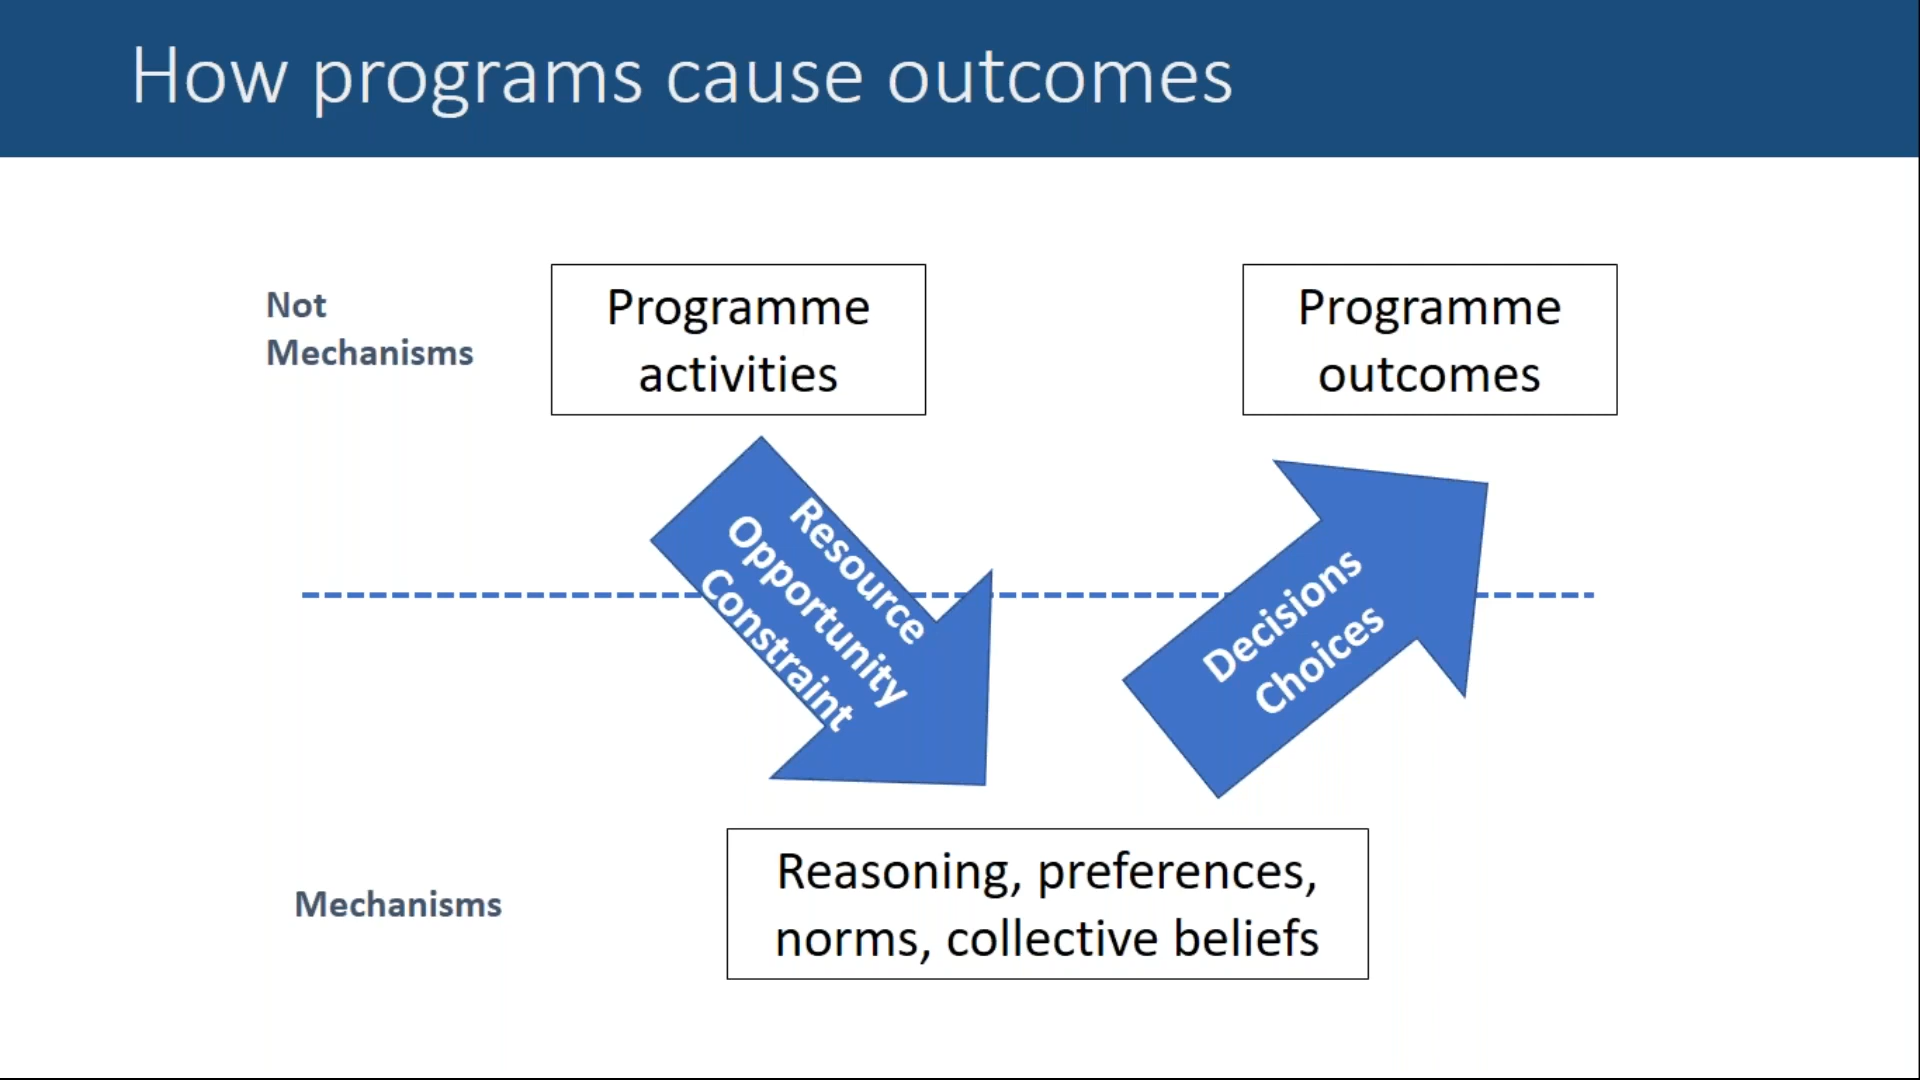 How programs cause outcomes
Not
Mechanisms
Programme
activities
Programme
outcomes
Resource
Opportunity
Constraint
Decisions
Choices
Mechanisms
Reasoning, preferences,
norms, collective beliefs